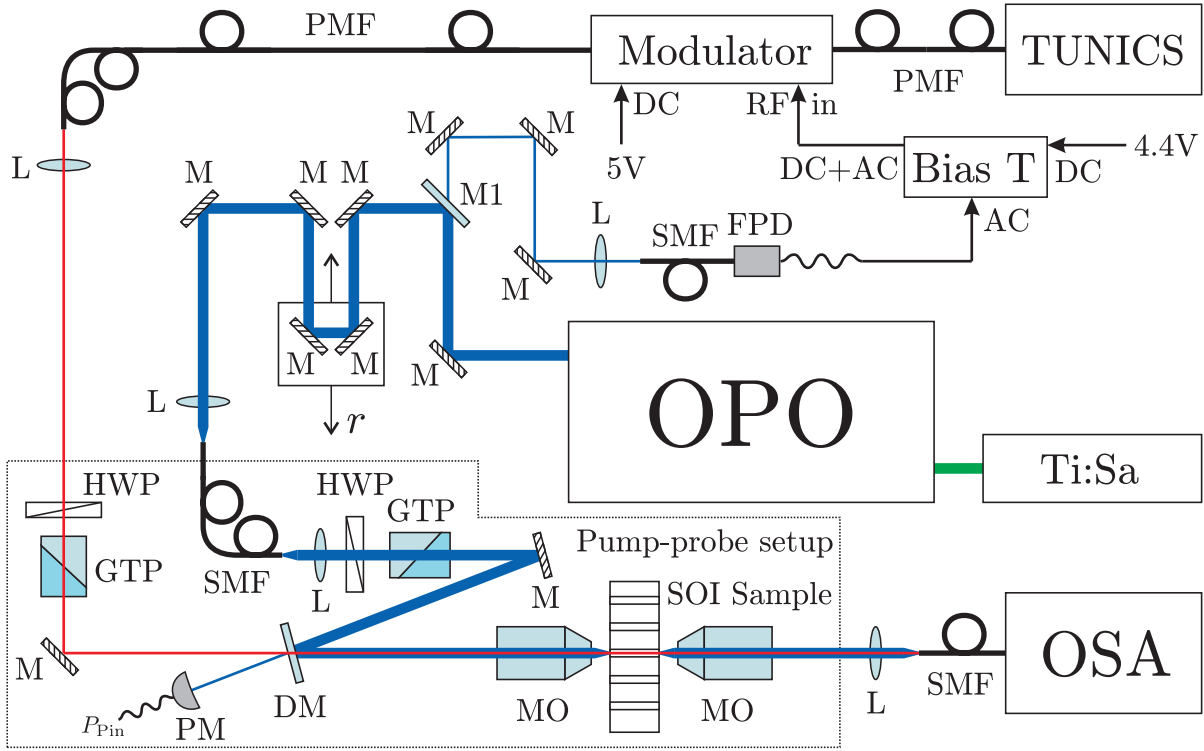 PMF
Modulator
TUNICS
PMF
DC
RF
in
5V
DC+AC
Bias T
DC
4.4V
AC
L
M
M
M
M
M
M1
L
SMF
FPD
M
M
M
M
r
OPO
Ti:Sa
L
HWP
GTP
HWP
GTP
SMF
L
M
Pump-probe setup
SOI Sample
M
DM
PM
P_Pin
MO
MO
L
SMF
OSA